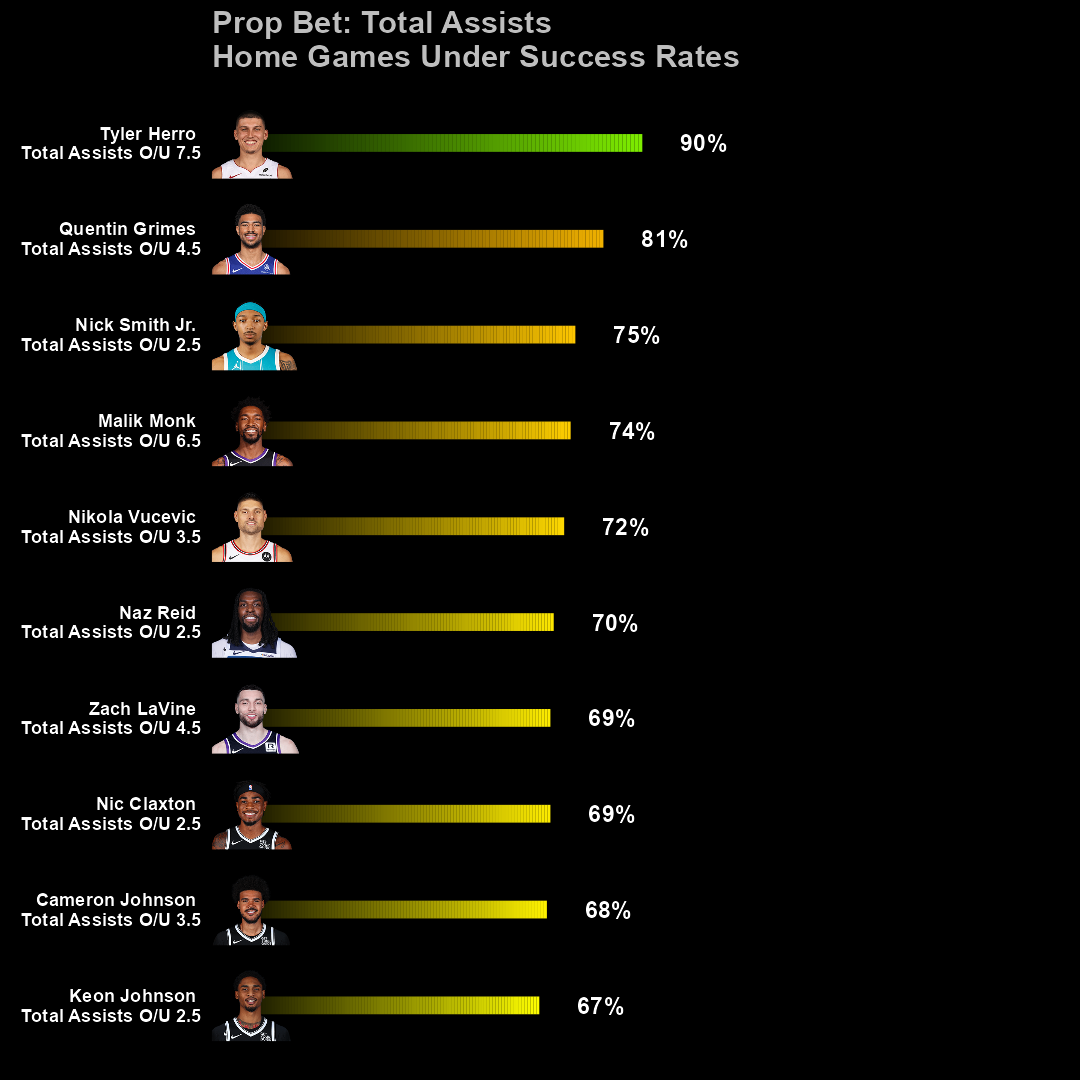 Prop Bet: Total Assists
Home Games Under Success Rates
Tyler Herro
Total Assists O/U 7.5
90%
Quentin Grimes
Total Assists O/U 4.5
81%
Nick Smith Jr.
Total Assists O/U 2.5
75%
Malik Monk
Total Assists O/U 6.5
74%
Nikola Vucevic
Total Assists O/U 3.5
72%
Naz Reid
Total Assists O/U 2.5
70%
Zach LaVine
Total Assists O/U 4.5
69%
Nic Claxton
Total Assists O/U 2.5
69%
Cameron Johnson
Total Assists O/U 3.5
68%
Keon Johnson
Total Assists O/U 2.5
67%